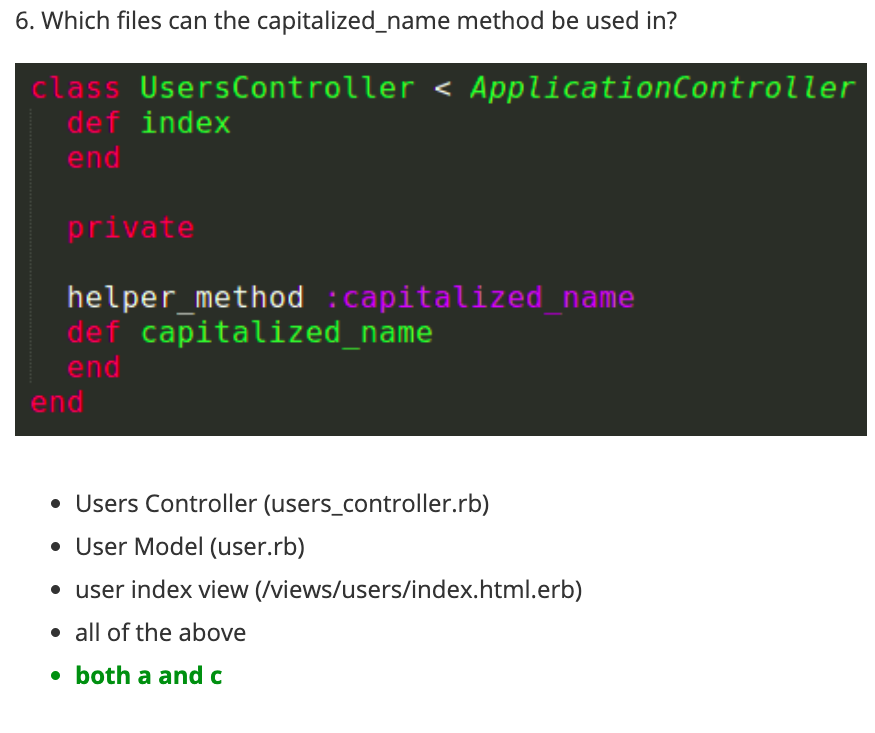 6. Which files can the capitalized_name method be used in?
class UsersController < ApplicationController
def index
end
private
helper_method :capitalized_name
def capitalized_name
end
end
• Users Controller (users_controller.rb)
• User Model (user.rb)
• user index view (/views/users/index.html.erb)
• all of the above
• both a and c